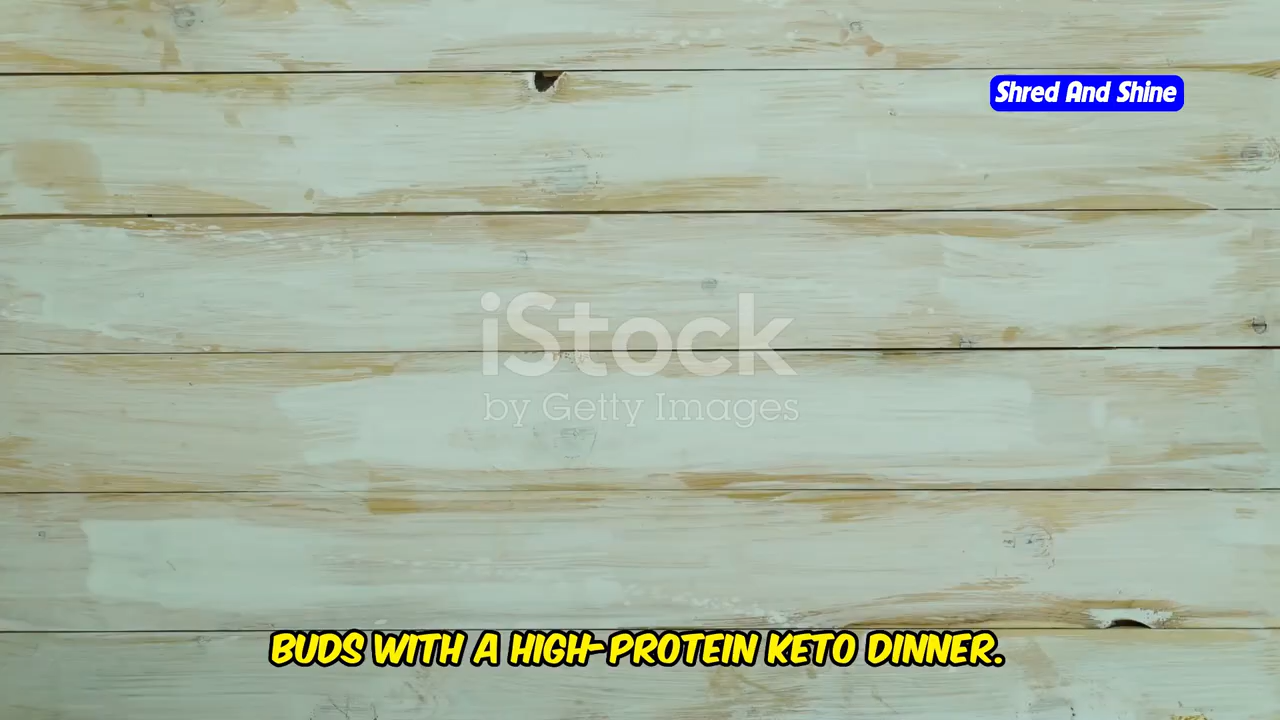 Shred And Shine
iStock
by Getty Images
BUDS WITH A HIGH-PROTEIN KETO DINNER.